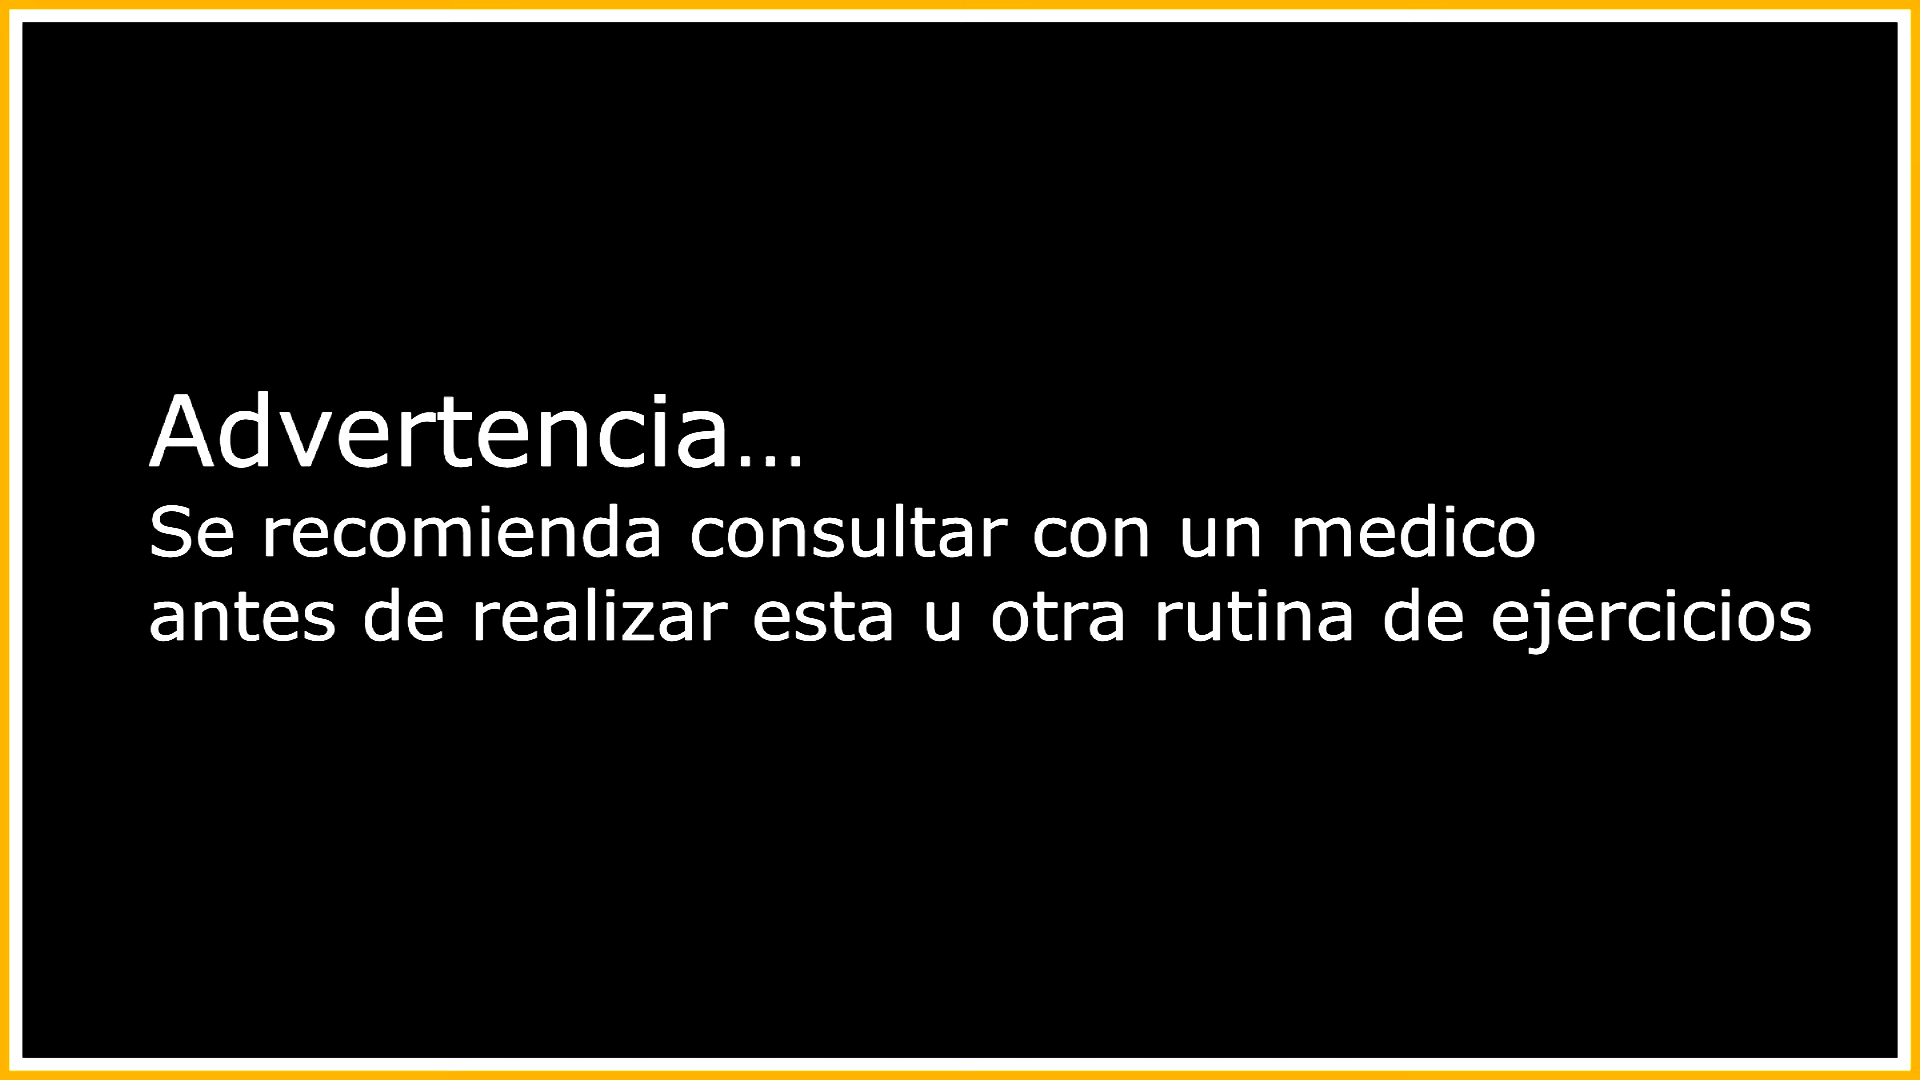 Advertencia...
Se recomienda consultar con un medico
antes de realizar esta u otra rutina de ejercicios